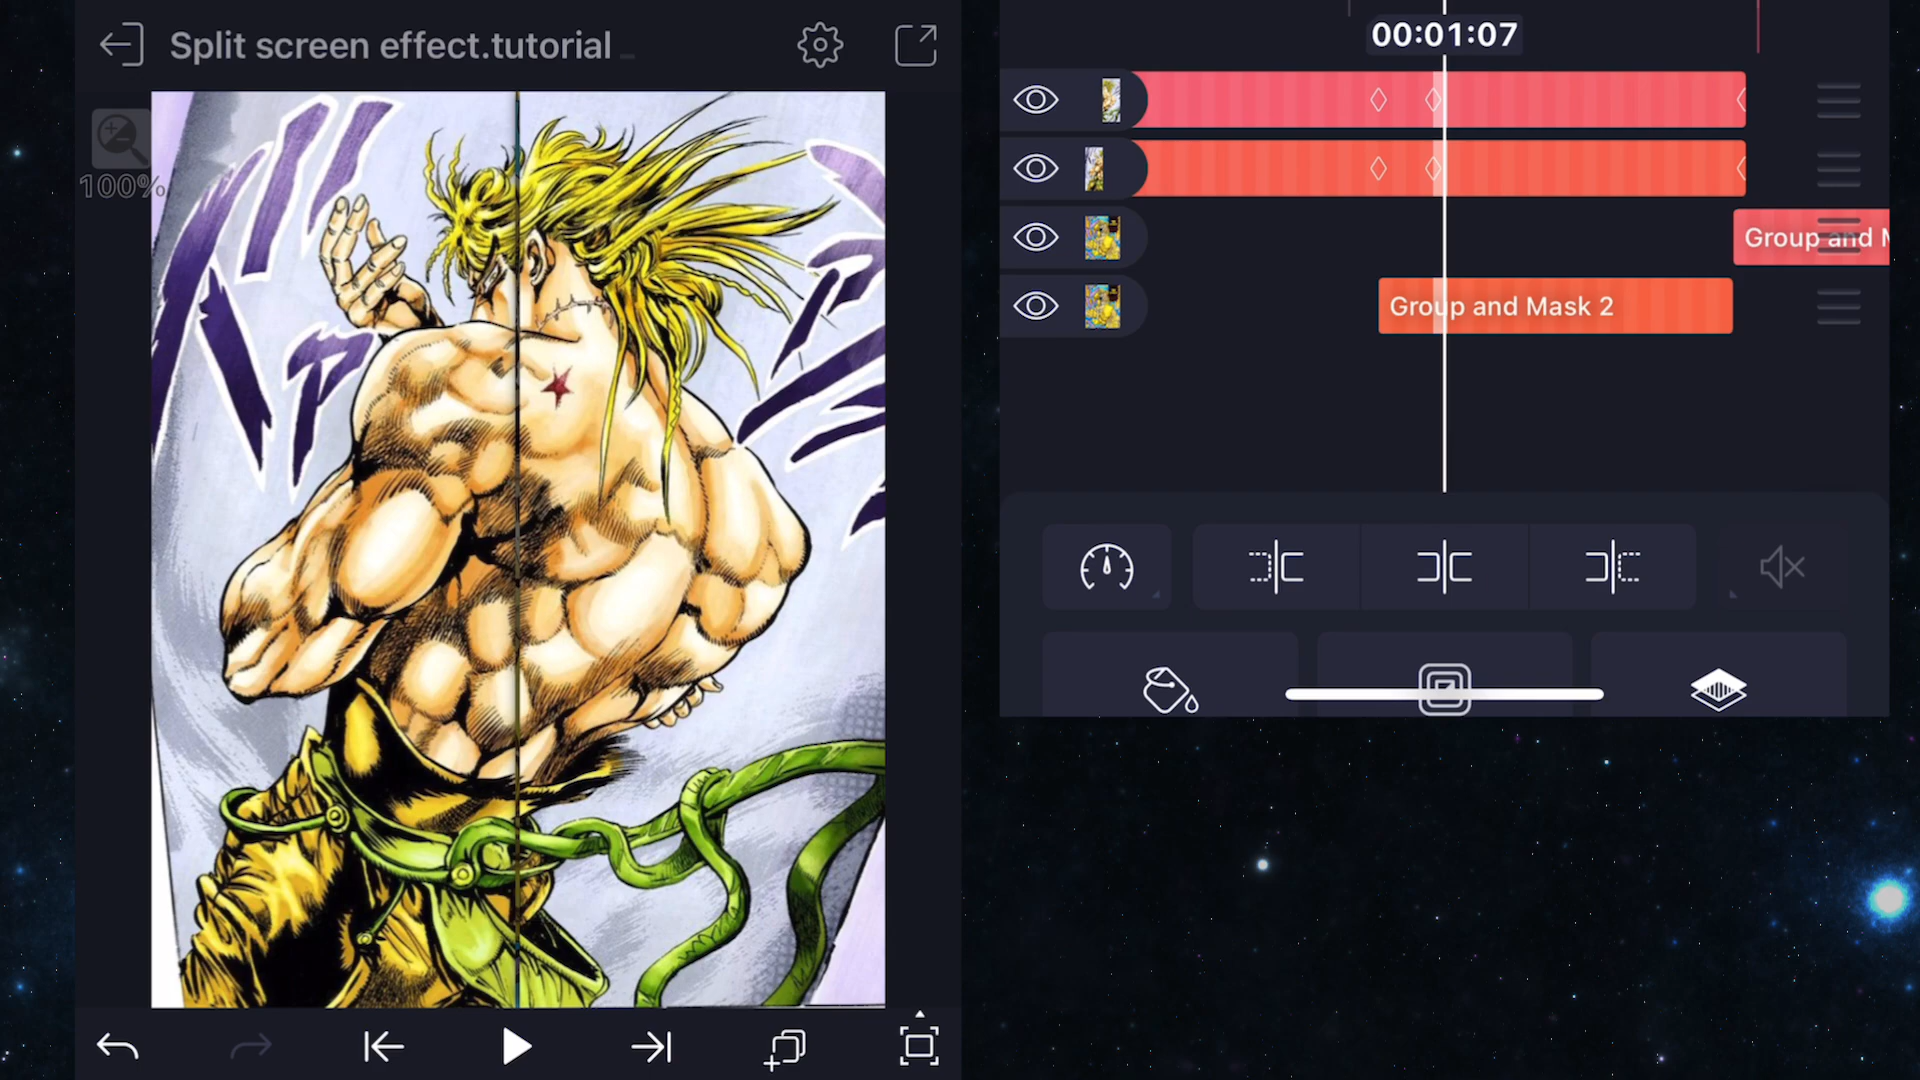 Split screen effect.tutorial
100%
00:01:07
Group and M
Group and Mask 2